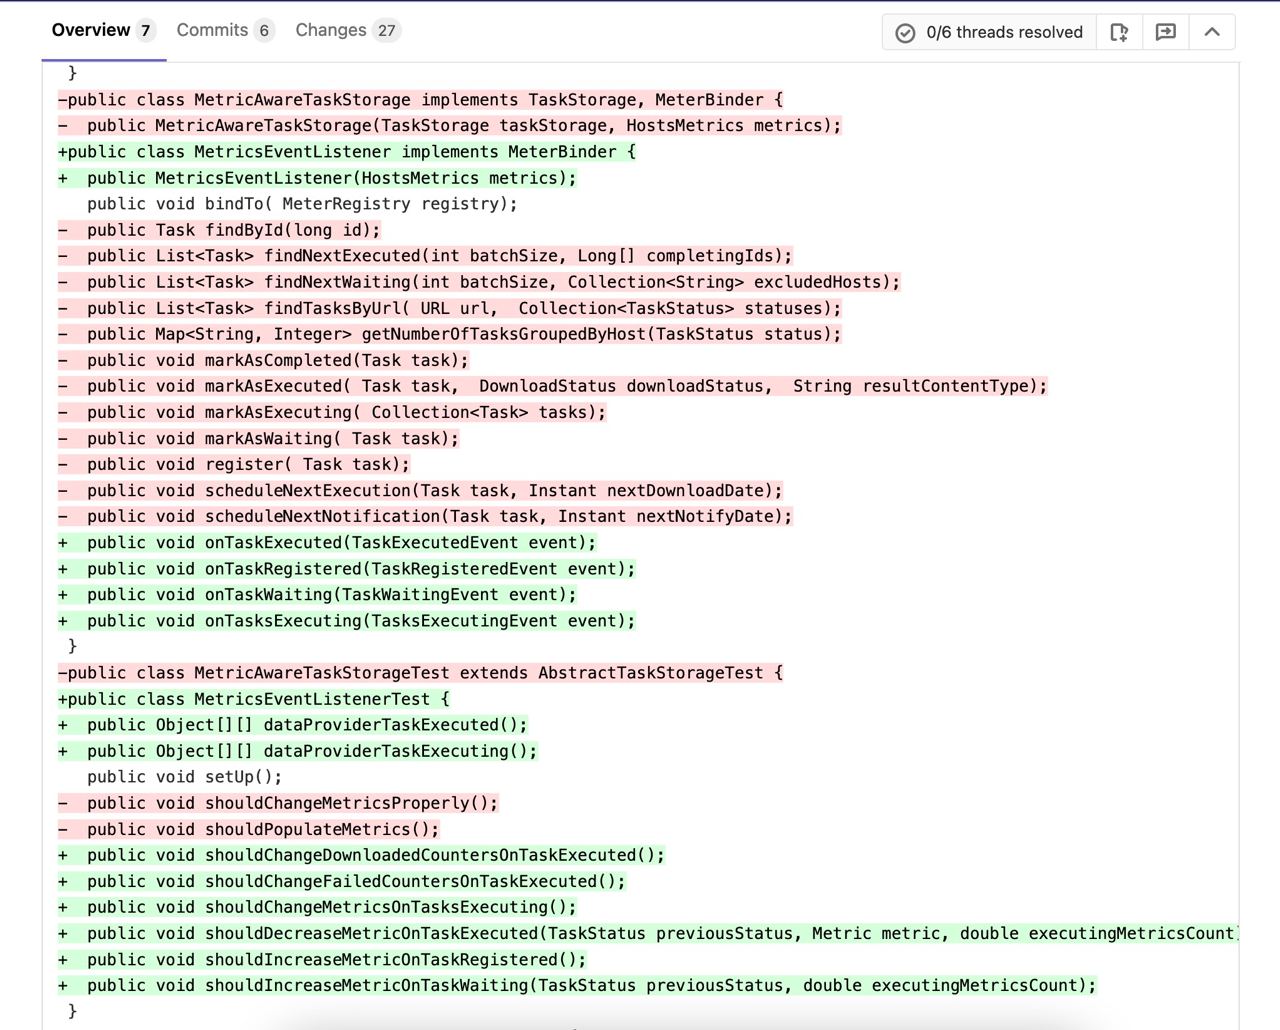 Overview 7 Commits 6 Changes 27 0/6 threads resolved
}
-public class MetricAwareTaskStorage implements TaskStorage, MeterBinder {
-  public MetricAwareTaskStorage(TaskStorage taskStorage, HostsMetrics metrics);
+public class MetricsEventListener implements MeterBinder {
+  public MetricsEventListener(HostsMetrics metrics);
   public void bindTo( MeterRegistry registry);
-  public Task findById(long id);
-  public List<Task> findNextExecuted(int batchSize, Long[] completingIds);
-  public List<Task> findNextWaiting(int batchSize, Collection<String> excludedHosts);
-  public List<Task> findTasksByUrl( URL url,  Collection<TaskStatus> statuses);
-  public Map<String, Integer> getNumberOfTasksGroupedByHost(TaskStatus status);
-  public void markAsCompleted(Task task);
-  public void markAsExecuted( Task task,  DownloadStatus downloadStatus,  String resultContentType);
-  public void markAsExecuting( Collection<Task> tasks);
-  public void markAsWaiting( Task task);
-  public void register( Task task);
-  public void scheduleNextExecution(Task task, Instant nextDownloadDate);
-  public void scheduleNextNotification(Task task, Instant nextNotifyDate);
+  public void onTaskExecuted(TaskExecutedEvent event);
+  public void onTaskRegistered(TaskRegisteredEvent event);
+  public void onTaskWaiting(TaskWaitingEvent event);
+  public void onTasksExecuting(TasksExecutingEvent event);
}
-public class MetricAwareTaskStorageTest extends AbstractTaskStorageTest {
+public class MetricsEventListenerTest {
+  public Object[][] dataProviderTaskExecuted();
+  public Object[][] dataProviderTaskExecuting();
   public void setUp();
-  public void shouldChangeMetricsProperly();
-  public void shouldPopulateMetrics();
+  public void shouldChangeDownloadedCountersOnTaskExecuted();
+  public void shouldChangeFailedCountersOnTaskExecuted();
+  public void shouldChangeMetricsOnTasksExecuting();
+  public void shouldDecreaseMetricOnTaskExecuted(TaskStatus previousStatus, Metric metric, double executingMetricsCount)
+  public void shouldIncreaseMetricOnTaskRegistered();
+  public void shouldIncreaseMetricOnTaskWaiting(TaskStatus previousStatus, double executingMetricsCount);
}